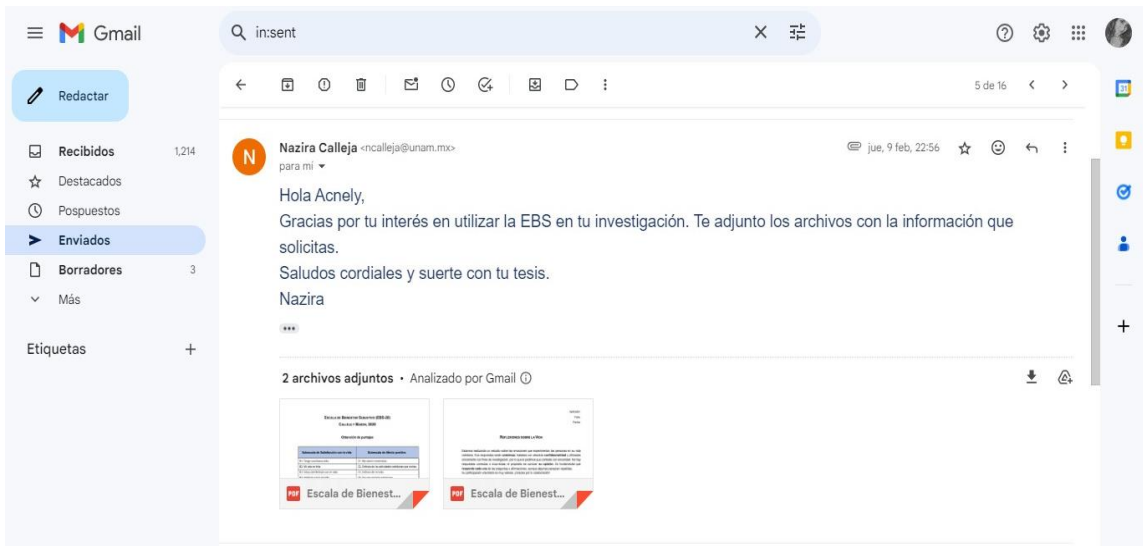 Gmail
in:sent
Redactar
5 de 16
Recibidos 1,214
Destacados
Pospuestos
Enviados
Borradores 3
Más
Etiquetas
N
Nazira Calleja <ncalleja@unam.mx>
jue, 9 feb, 22:56
para mí
Hola Acnely,
Gracias por tu interés en utilizar la EBS en tu investigación. Te adjunto los archivos con la información que
solicitas.
Saludos cordiales y suerte con tu tesis.
Nazira
2 archivos adjuntos • Analizado por Gmail
PDF Escala de Bienest...
PDF Escala de Bienest...
31